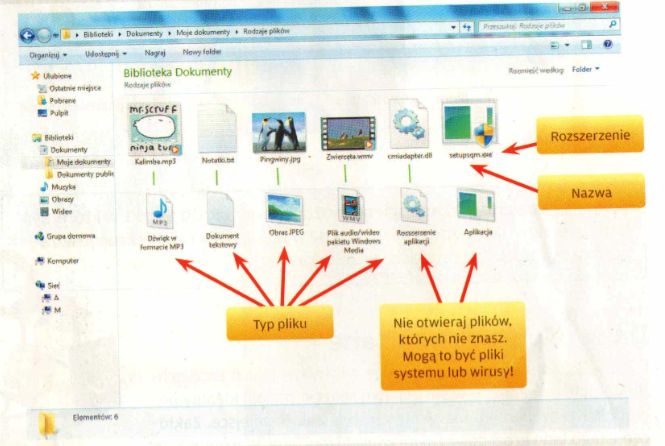 Biblioteki ▸ Dokumenty ▸ Moje dokumenty ▸ Rodzaje plików
Przeszukaj: Rodzaje plików
Organizuj ▾ Udostępnij ▾ Nagraj Nowy folder
Ulubione
Ostatnie miejsca
Pobrane
Pulpit
Biblioteki
Dokumenty
Moje dokumenty
Dokumenty public
Muzyka
Obrazy
Wideo
Grupa domowa
Komputer
Sieć
A
M
Biblioteka Dokumenty
Rodzaje plików
Rozmieść według: Folder ▾
mr.scruff
ninja tuna
Kalimba.mp3
Notatki.txt
Pingwiny.jpg
Zwierzęta.wmv
cmiadapter.dll
setupsqm.exe
Rozszerzenie
Nazwa
MP3
WMV
Dźwięk w
formacie MP3
Dokument
tekstowy
Obraz JPEG
Plik audio/wideo
pakietu Windows
Media
Rozszerzenie
aplikacji
Aplikacja
Typ pliku
Nie otwieraj plików,
których nie znasz.
Mogą to być pliki
systemu lub wirusy!
Elementów: 6